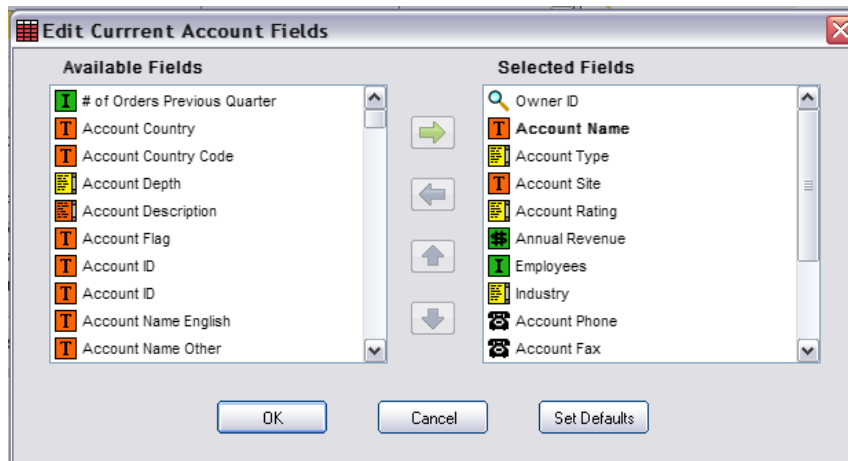 Edit Currrent Account Fields
Available Fields
# of Orders Previous Quarter
Account Country
Account Country Code
Account Depth
Account Description
Account Flag
Account ID
Account ID
Account Name English
Account Name Other
Selected Fields
Owner ID
Account Name
Account Type
Account Site
Account Rating
Annual Revenue
Employees
Industry
Account Phone
Account Fax
OK
Cancel
Set Defaults